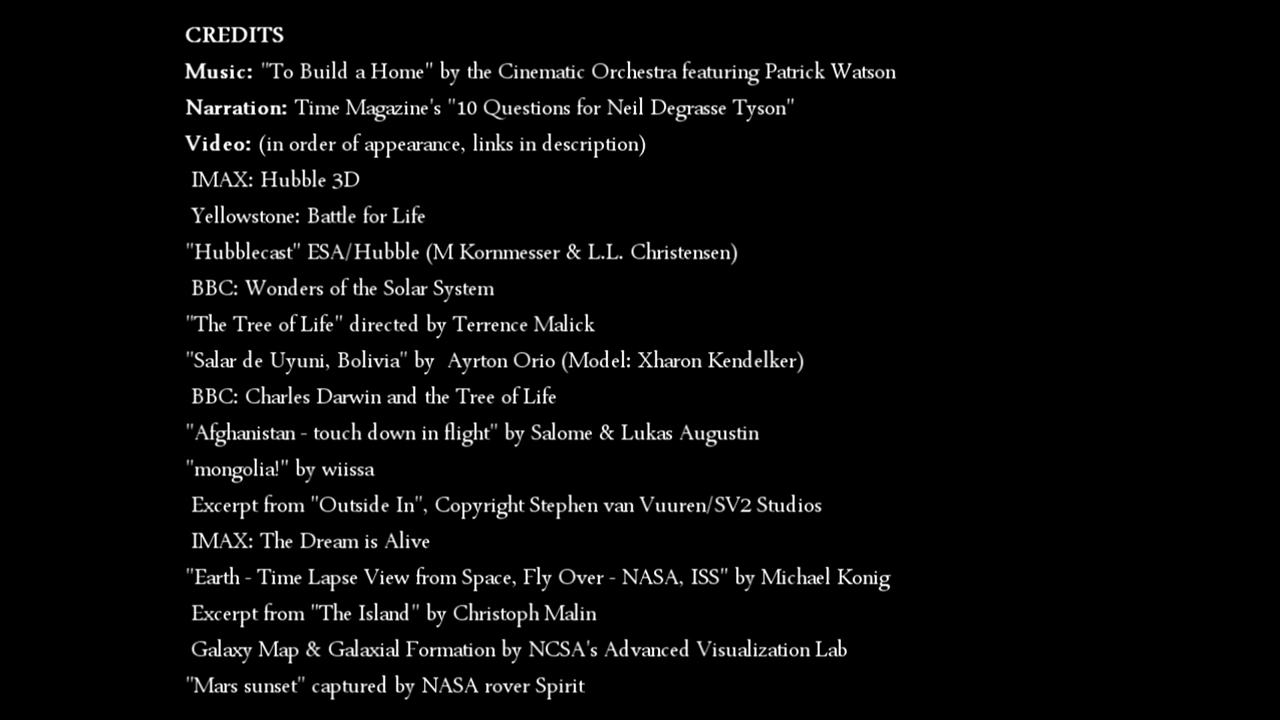 CREDITS
Music: "To Build a Home" by the Cinematic Orchestra featuring Patrick Watson
Narration: Time Magazine's "10 Questions for Neil Degrasse Tyson"
Video: (in order of appearance, links in description)
IMAX: Hubble 3D
Yellowstone: Battle for Life
"Hubblecast" ESA/Hubble (M Kornmesser & L.L. Christensen)
BBC: Wonders of the Solar System
"The Tree of Life" directed by Terrence Malick
"Salar de Uyuni, Bolivia" by Ayrton Orio (Model: Xharon Kendelker)
BBC: Charles Darwin and the Tree of Life
"Afghanistan - touch down in flight" by Salome & Lukas Augustin
"mongolia!" by wiissa
Excerpt from "Outside In", Copyright Stephen van Vuuren/SV2 Studios
IMAX: The Dream is Alive
"Earth - Time Lapse View from Space, Fly Over - NASA, ISS" by Michael Konig
Excerpt from "The Island" by Christoph Malin
Galaxy Map & Galaxial Formation by NCSA's Advanced Visualization Lab
"Mars sunset" captured by NASA rover Spirit